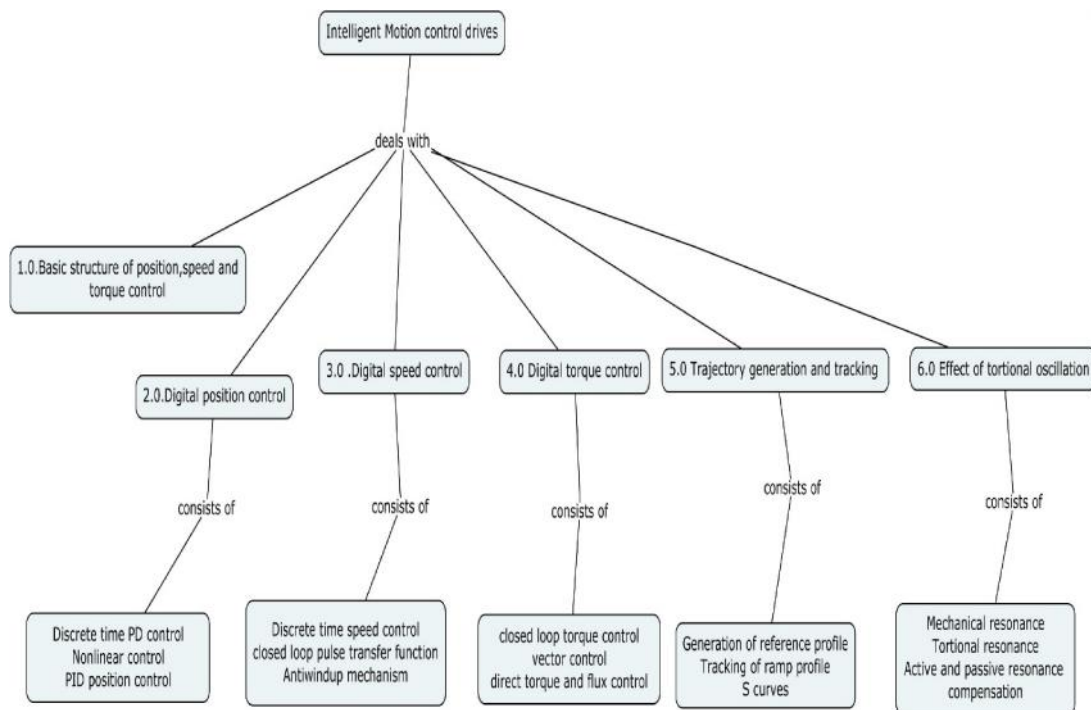 Intelligent Motion control drives
deals with
1.0.Basic structure of position,speed and
torque control
2.0.Digital position control
3.0 .Digital speed control
4.0 Digital torque control
5.0 Trajectory generation and tracking
6.0 Effect of tortional oscillation
consists of
consists of
consists of
consists of
consists of
Discrete time PD control
Nonlinear control
PID position control
Discrete time speed control
closed loop pulse transfer function
Antiwindup mechanism
closed loop torque control
vector control
direct torque and flux control
Generation of reference profile
Tracking of ramp profile
S curves
Mechanical resonance
Tortional resonance
Active and passive resonance
compensation